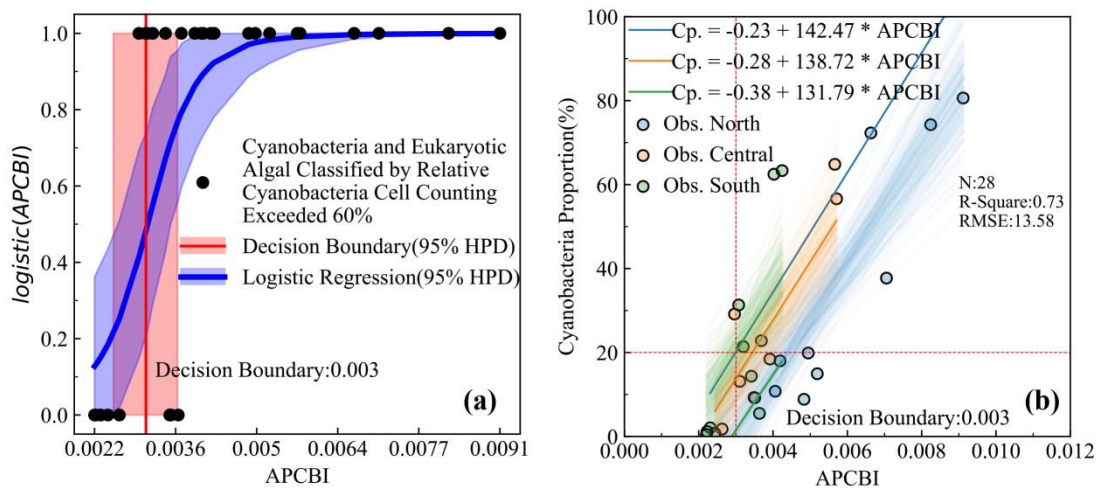 logistic(APCBI)
1.0
0.8
0.6
0.4
0.2
0.0
Cyanobacteria and Eukaryotic
Algal Classified by Relative
Cyanobacteria Cell Counting
Exceeded 60%
Decision Boundary(95% HPD)
Logistic Regression(95% HPD)
Decision Boundary:0.003
(a)
0.0022 0.0036 0.005 0.0064 0.0077 0.0091
APCBI
Cyanobacteria Proportion(%)
100
80
60
40
20
0
Cp. = -0.23 + 142.47 * APCBI
Cp. = -0.28 + 138.72 * APCBI
Cp. = -0.38 + 131.79 * APCBI
Obs. North
Obs. Central
Obs. South
N:28
R-Square:0.73
RMSE:13.58
Decision Boundary:0.003
(b)
0.000 0.002 0.004 0.006 0.008 0.010 0.012
APCBI